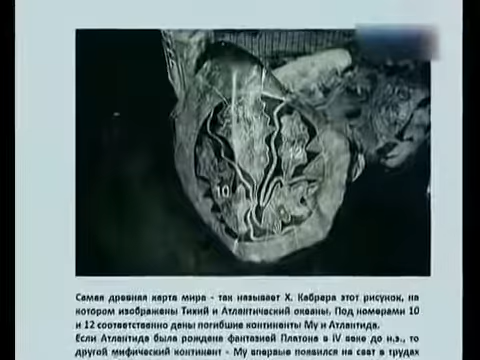 10
12
Самая древняя карта мира - так называет Х. Кабрера этот рисунок, на
котором изображены Тихий и Атлантический океаны. Под номерами 10
и 12 соответственно даны погибшие континенты Му и Атлантида.
Если Атлантида была рождена фантазией Платона в IV веке до н.э., то
другой мифический континент - Му впервые появился на свет в трудах